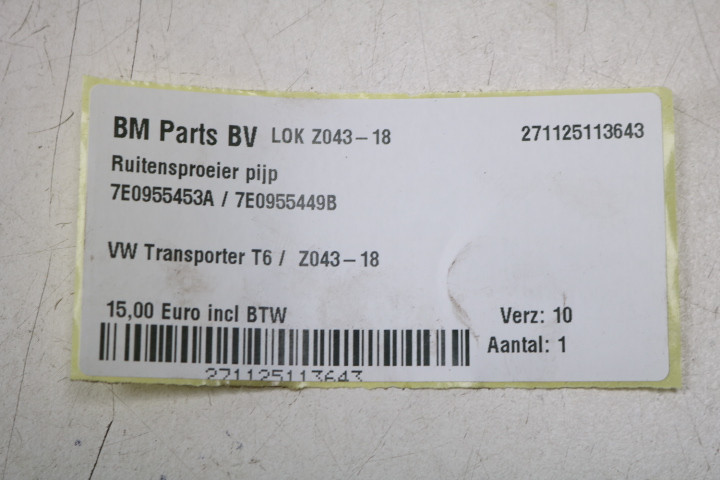 BM Parts BV LOK Z043-18 271125113643
Ruitensproeier pijp
7E0955453A / 7E0955449B
VW Transporter T6 / Z043-18
15,00 Euro incl BTW Verz: 10
Aantal: 1
271125113643